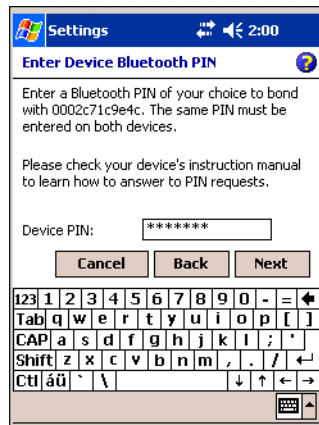 Settings 2:00
Enter Device Bluetooth PIN ?
Enter a Bluetooth PIN of your choice to bond
with 0002c71c9e4c. The same PIN must be
entered on both devices.
Please check your device's instruction manual
to learn how to answer to PIN requests.
Device PIN: *******
Cancel Back Next
123 1 2 3 4 5 6 7 8 9 0 - =
Tab q w e r t y u i o p [ ]
CAP a s d f g h j k l ; '
Shift z x c v b n m , . /
Ctl áü ` \